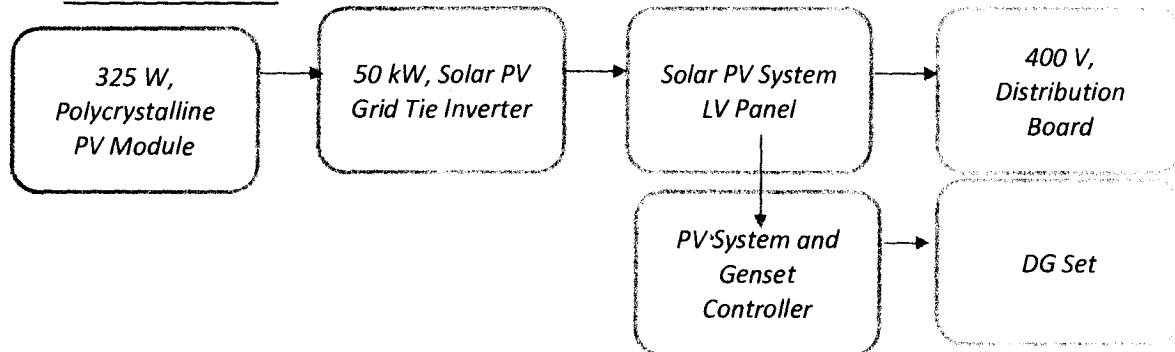 325 W,
Polycrystalline
PV Module
50 kW, Solar PV
Grid Tie Inverter
Solar PV System
LV Panel
400 V,
Distribution
Board
PV System and
Genset
Controller
DG Set